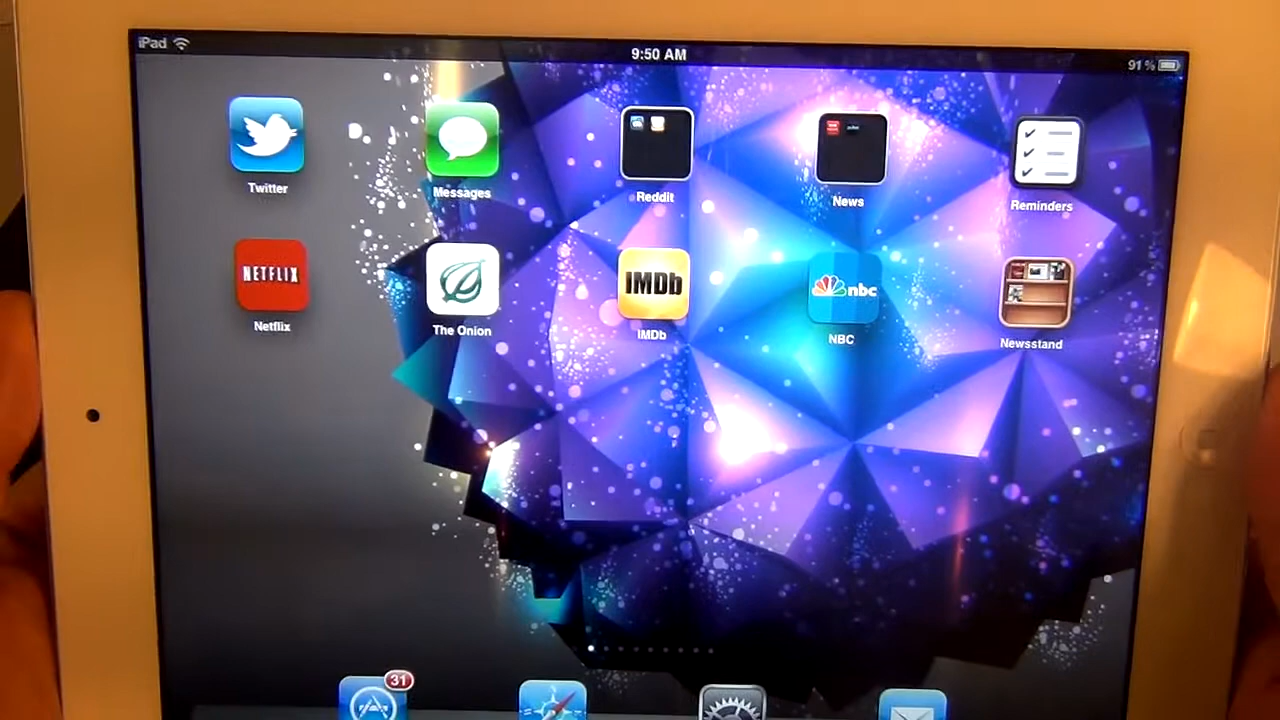 iPad
9:50 AM
91%
Twitter
Messages
Reddit
News
Reminders
NETFLIX
IMDb
nbc
Netflix
The Onion
IMDb
NBC
Newsstand
31